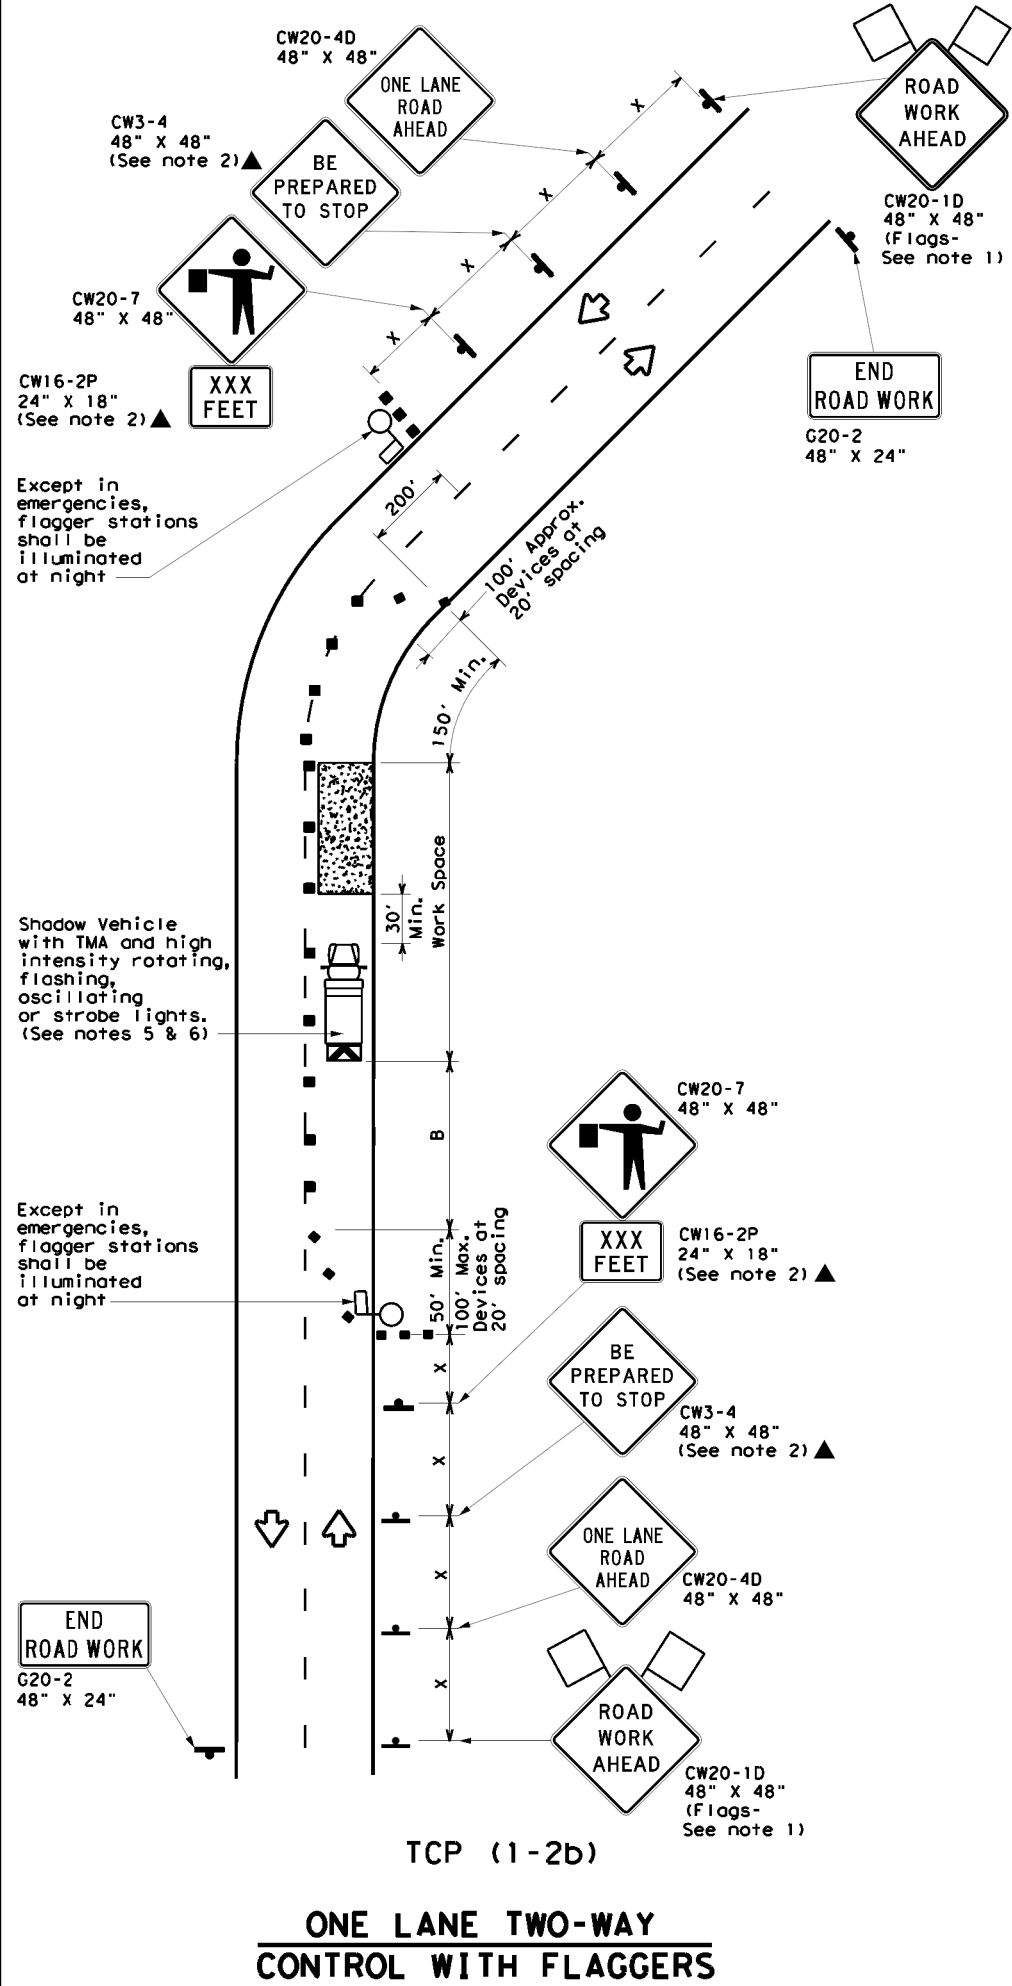 CW20-4D
48" X 48"
ONE LANE
ROAD
AHEAD
ROAD
WORK
AHEAD
CW20-1D
48" X 48"
(Flags-
See note 1)
CW3-4
48" X 48"
(See note 2)▲
BE
PREPARED
TO STOP
X
X
X
X
CW20-7
48" X 48"
CW16-2P
24" X 18"
(See note 2)▲
XXX
FEET
END
ROAD WORK
G20-2
48" X 24"
Except in
emergencies,
flagger stations
shall be
illuminated
at night
200'
100' Approx.
Devices at
20' spacing
150' Min.
Work Space
30'
Min.
Shadow Vehicle
with TMA and high
intensity rotating,
flashing,
oscillating
or strobe lights.
(See notes 5 & 6)
B
CW20-7
48" X 48"
XXX
FEET
CW16-2P
24" X 18"
(See note 2)▲
Except in
emergencies,
flagger stations
shall be
illuminated
at night
50' Min.
100' Max.
Devices at
20' spacing
X
X
X
X
BE
PREPARED
TO STOP
CW3-4
48" X 48"
(See note 2)▲
ONE LANE
ROAD
AHEAD
CW20-4D
48" X 48"
END
ROAD WORK
G20-2
48" X 24"
ROAD
WORK
AHEAD
CW20-1D
48" X 48"
(Flags-
See note 1)
TCP (1-2b)
ONE LANE TWO-WAY
CONTROL WITH FLAGGERS